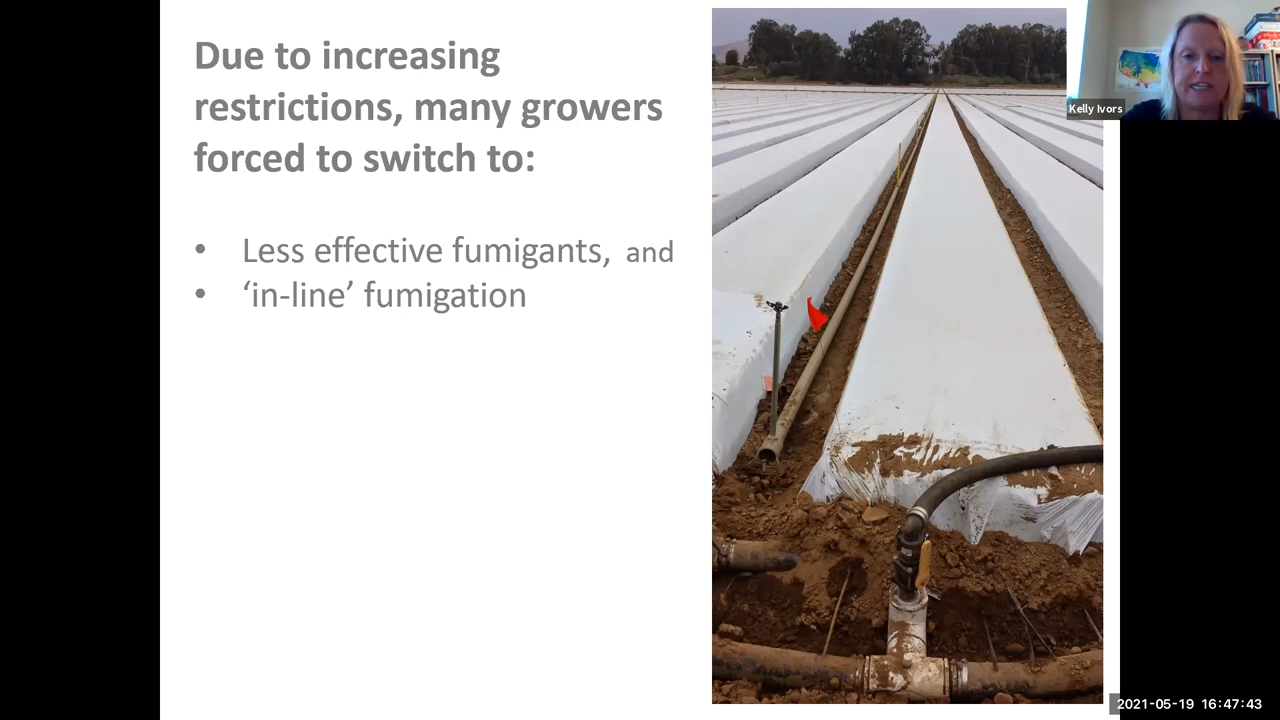 Due to increasing
restrictions, many growers
forced to switch to:
• Less effective fumigants, and
• ‘in-line’ fumigation
Kelly Ivors
2021-05-19 16:47:43